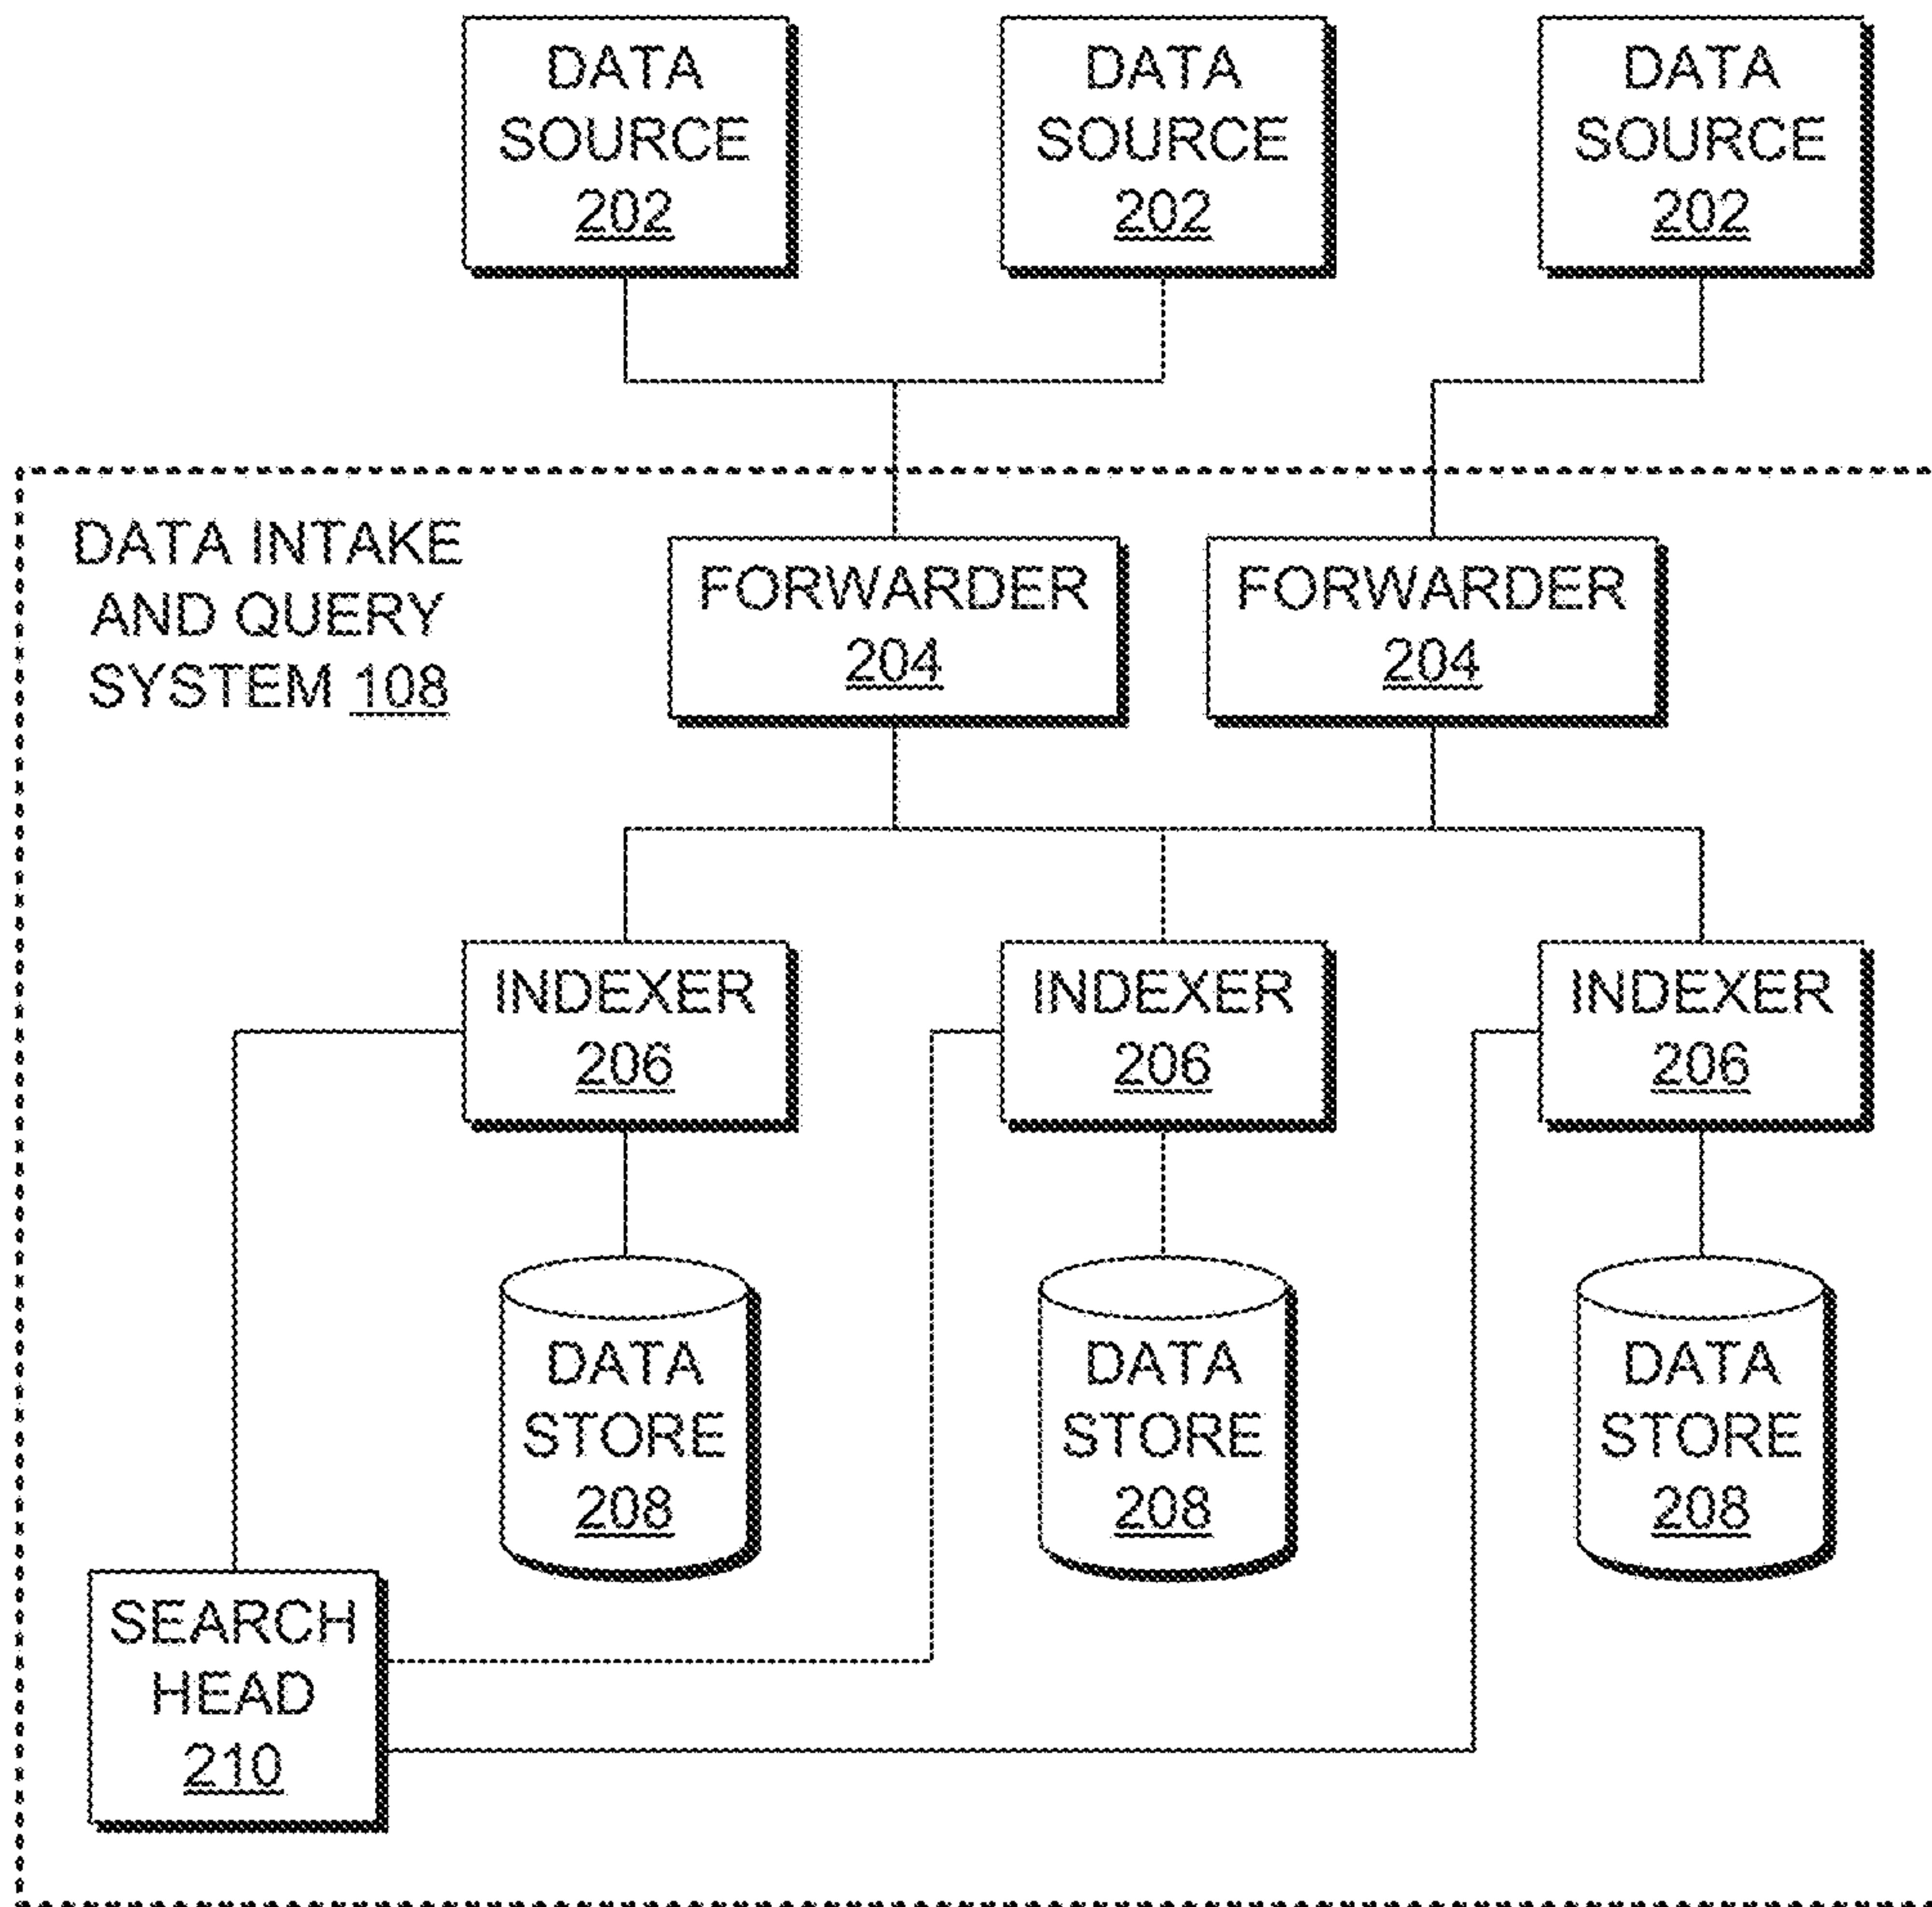 DATA
SOURCE
202
DATA
SOURCE
202
DATA
SOURCE
202
DATA INTAKE
AND QUERY
SYSTEM 108
FORWARDER
204
FORWARDER
204
INDEXER
206
INDEXER
206
INDEXER
206
DATA
STORE
208
DATA
STORE
208
DATA
STORE
208
SEARCH
HEAD
210